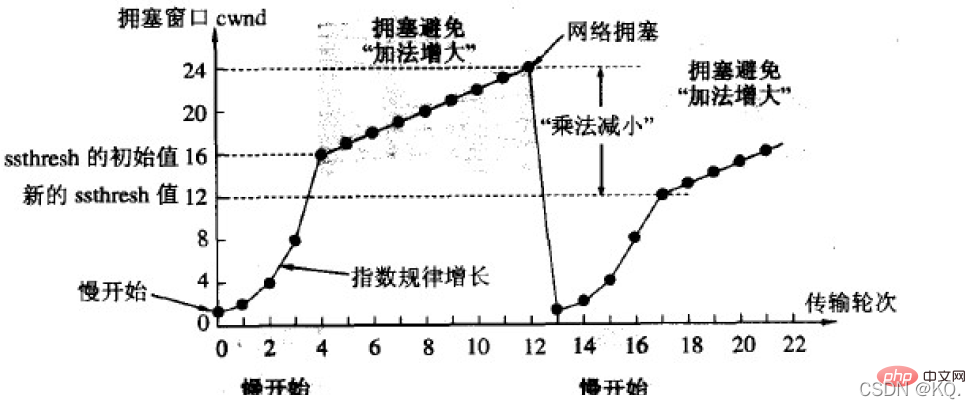 拥塞窗口 cwnd
拥塞避免
“加法增大”
网络拥塞
拥塞避免
“加法增大”
24
20
“乘法减小”
ssthresh 的初始值 16
新的 ssthresh 值 12
8
4
指数规律增长
慢开始
0
传输轮次
0 2 4 6 8 10 12 14 16 18 20 22
慢开始 慢开始
php 中文网
CSDN @KQ.